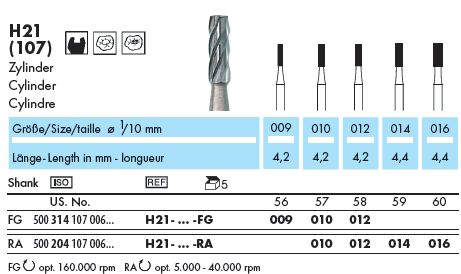 H21
(107)
Zylinder
Cylinder
Cylindre
Größe/Size/taille ø 1/10 mm 009 010 012 014 016
Länge-Length in mm - longueur 4,2 4,2 4,2 4,4 4,4
Shank ISO REF 5
US. No. 56 57 58 59 60
FG 500 314 107 006... H21- ... -FG 009 010 012
RA 500 204 107 006... H21- ... -RA 010 012 014 016
FG opt. 160.000 rpm RA opt. 5.000 - 40.000 rpm